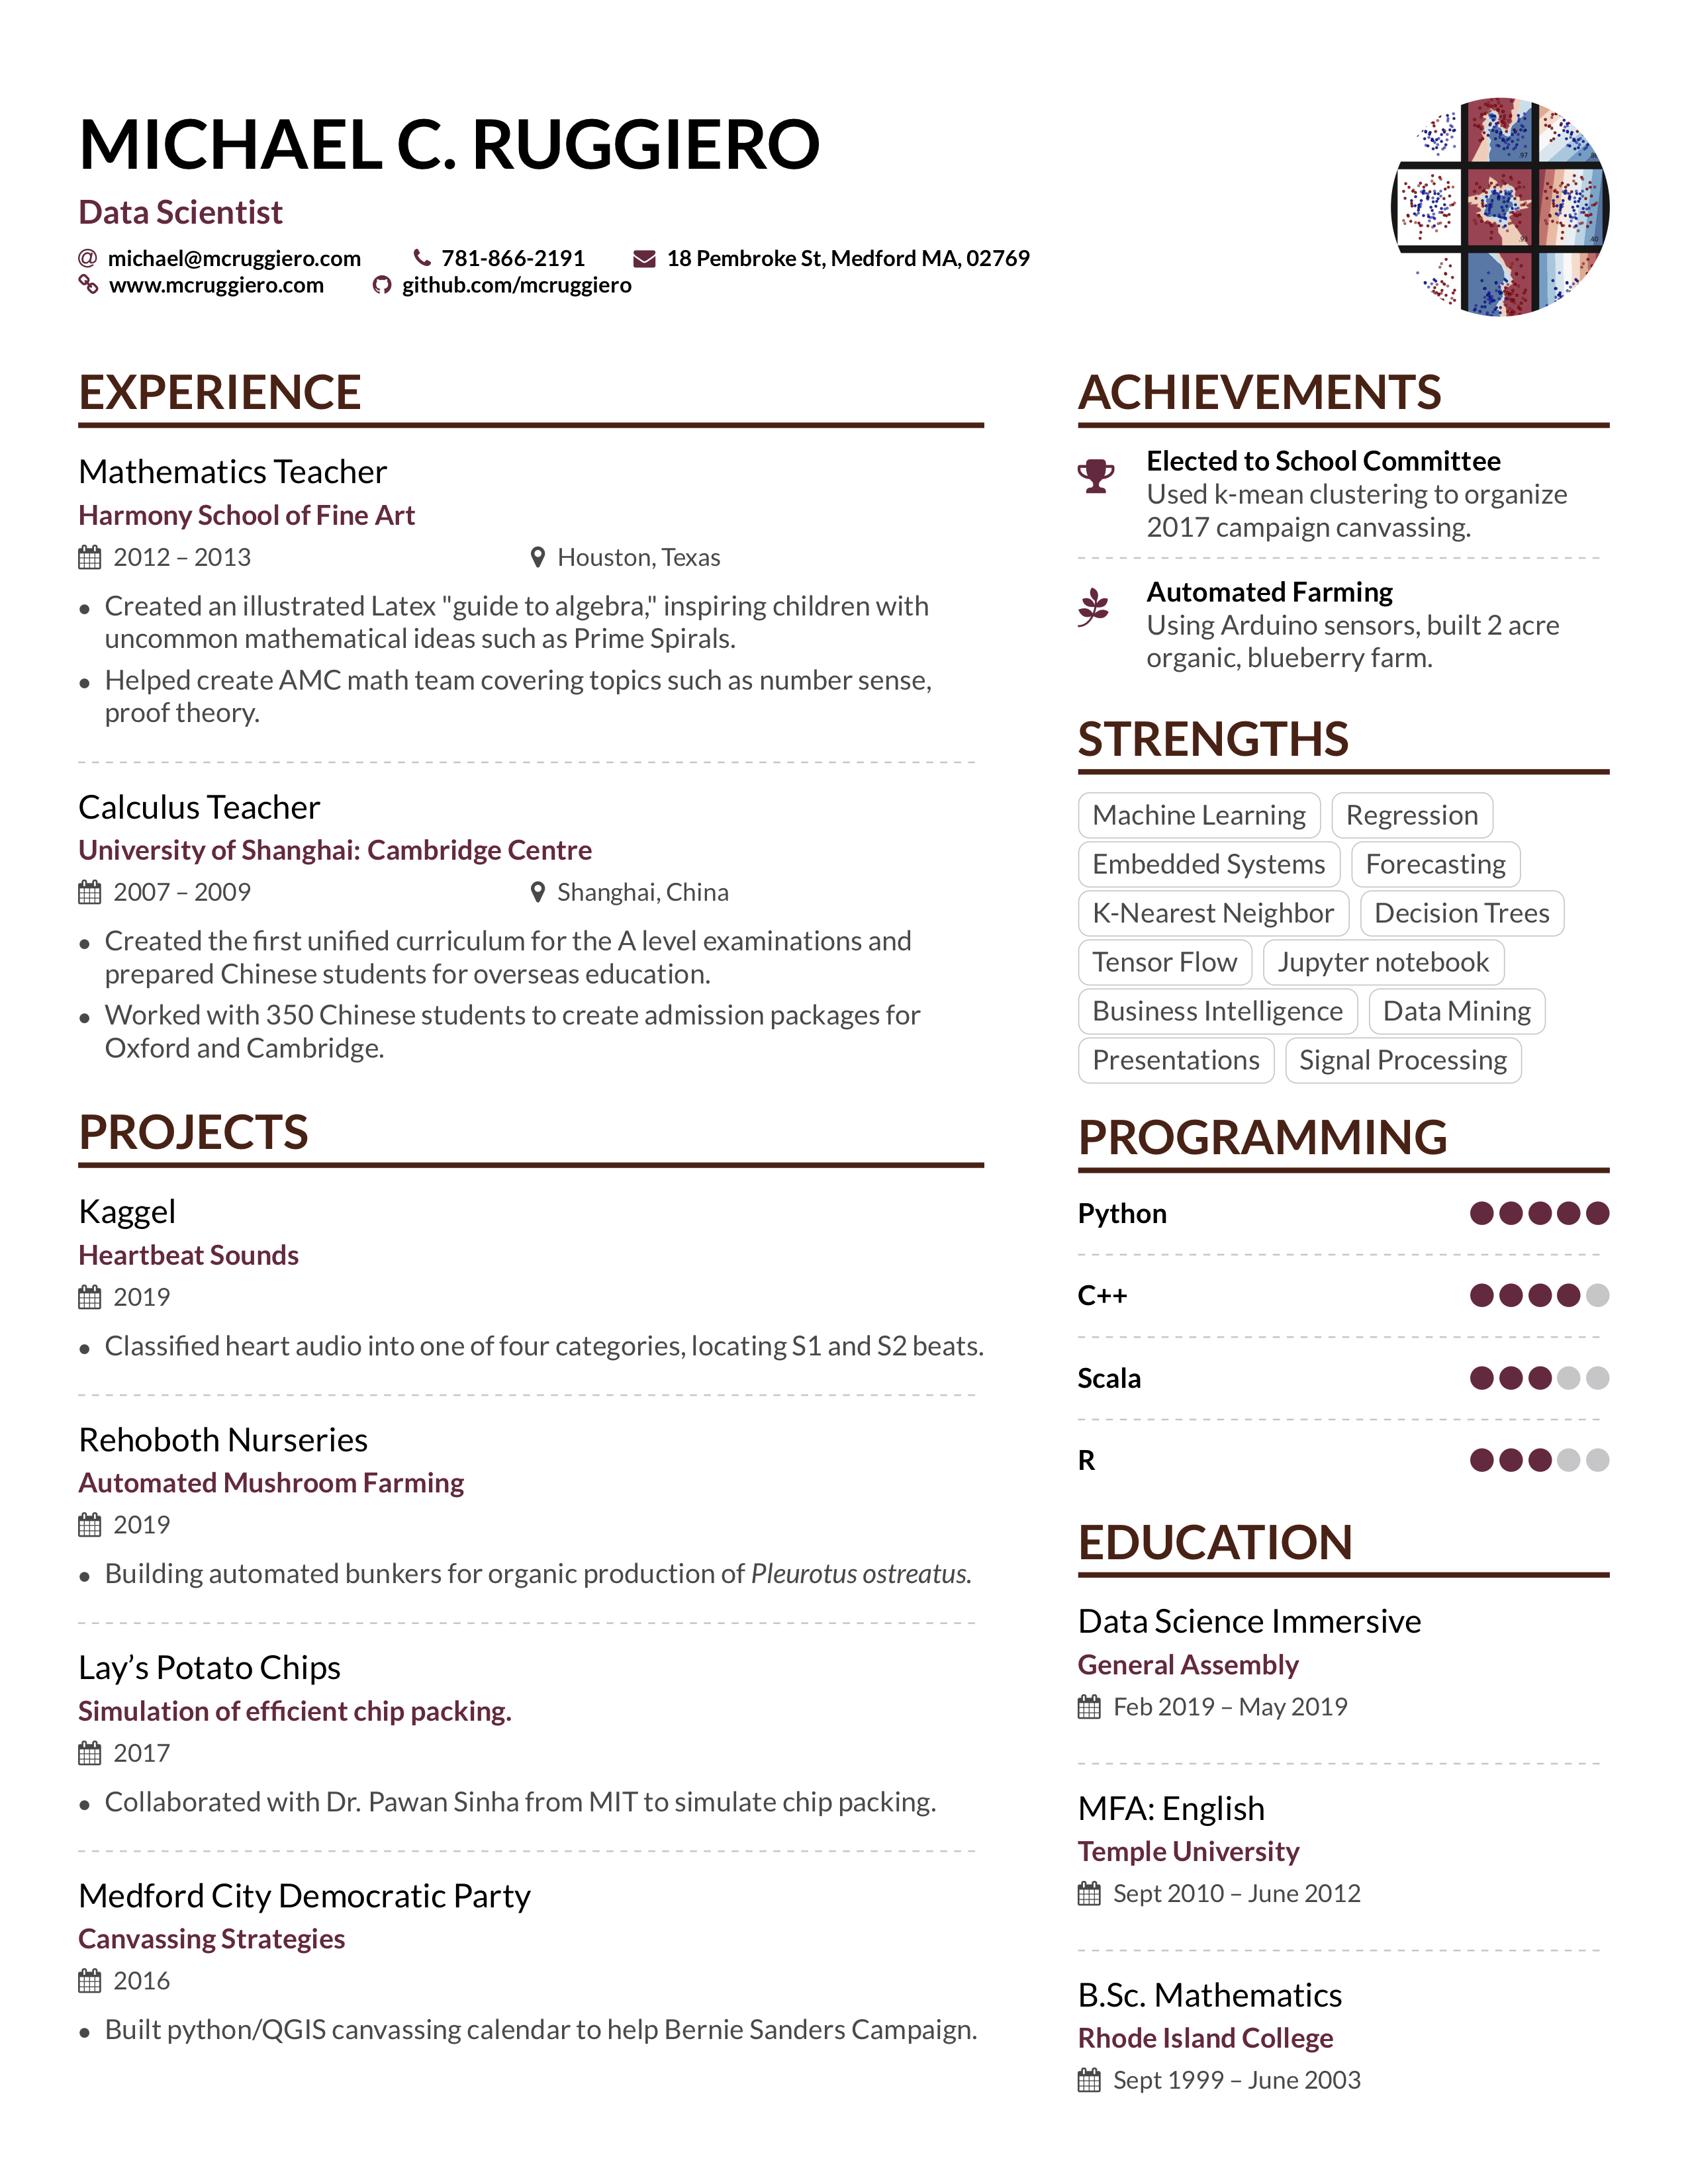 MICHAEL C. RUGGIERO
Data Scientist
michael@mcruggiero.com 781-866-2191 18 Pembroke St, Medford MA, 02769
www.mcruggiero.com github.com/mcruggiero
EXPERIENCE
Mathematics Teacher
Harmony School of Fine Art
2012 – 2013 Houston, Texas
• Created an illustrated Latex "guide to algebra," inspiring children with
uncommon mathematical ideas such as Prime Spirals.
• Helped create AMC math team covering topics such as number sense,
proof theory.
Calculus Teacher
University of Shanghai: Cambridge Centre
2007 – 2009 Shanghai, China
• Created the first unified curriculum for the A level examinations and
prepared Chinese students for overseas education.
• Worked with 350 Chinese students to create admission packages for
Oxford and Cambridge.
PROJECTS
Kaggel
Heartbeat Sounds
2019
• Classified heart audio into one of four categories, locating S1 and S2 beats.
Rehoboth Nurseries
Automated Mushroom Farming
2019
• Building automated bunkers for organic production of Pleurotus ostreatus.
Lay’s Potato Chips
Simulation of efficient chip packing.
2017
• Collaborated with Dr. Pawan Sinha from MIT to simulate chip packing.
Medford City Democratic Party
Canvassing Strategies
2016
• Built python/QGIS canvassing calendar to help Bernie Sanders Campaign.
ACHIEVEMENTS
Elected to School Committee
Used k-mean clustering to organize
2017 campaign canvassing.
Automated Farming
Using Arduino sensors, built 2 acre
organic, blueberry farm.
STRENGTHS
Machine Learning Regression
Embedded Systems Forecasting
K-Nearest Neighbor Decision Trees
Tensor Flow Jupyter notebook
Business Intelligence Data Mining
Presentations Signal Processing
PROGRAMMING
Python
C++
Scala
R
EDUCATION
Data Science Immersive
General Assembly
Feb 2019 – May 2019
MFA: English
Temple University
Sept 2010 – June 2012
B.Sc. Mathematics
Rhode Island College
Sept 1999 – June 2003